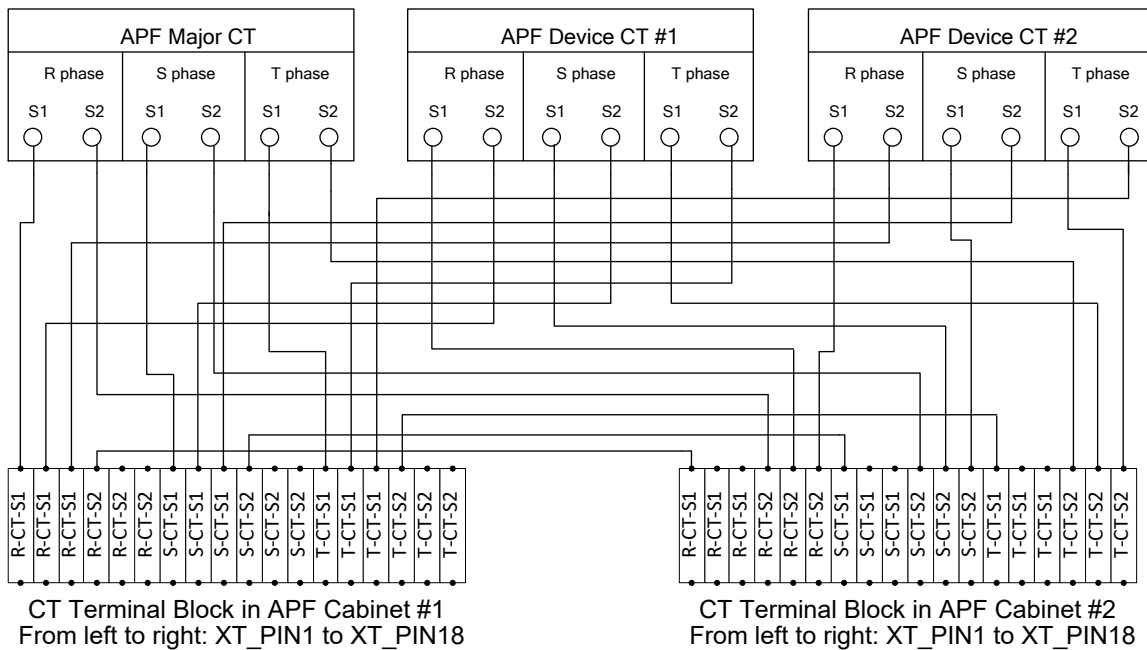 APF Major CT
R phase S phase T phase
S1 S2 S1 S2 S1 S2
APF Device CT #1
R phase S phase T phase
S1 S2 S1 S2 S1 S2
APF Device CT #2
R phase S phase T phase
S1 S2 S1 S2 S1 S2
R-CT-S1
R-CT-S1
R-CT-S1
R-CT-S2
R-CT-S2
R-CT-S2
S-CT-S1
S-CT-S1
S-CT-S1
S-CT-S2
S-CT-S2
S-CT-S2
T-CT-S1
T-CT-S1
T-CT-S1
T-CT-S2
T-CT-S2
T-CT-S2
CT Terminal Block in APF Cabinet #1
From left to right: XT_PIN1 to XT_PIN18
R-CT-S1
R-CT-S1
R-CT-S1
R-CT-S2
R-CT-S2
R-CT-S2
S-CT-S1
S-CT-S1
S-CT-S1
S-CT-S2
S-CT-S2
S-CT-S2
T-CT-S1
T-CT-S1
T-CT-S1
T-CT-S2
T-CT-S2
T-CT-S2
CT Terminal Block in APF Cabinet #2
From left to right: XT_PIN1 to XT_PIN18